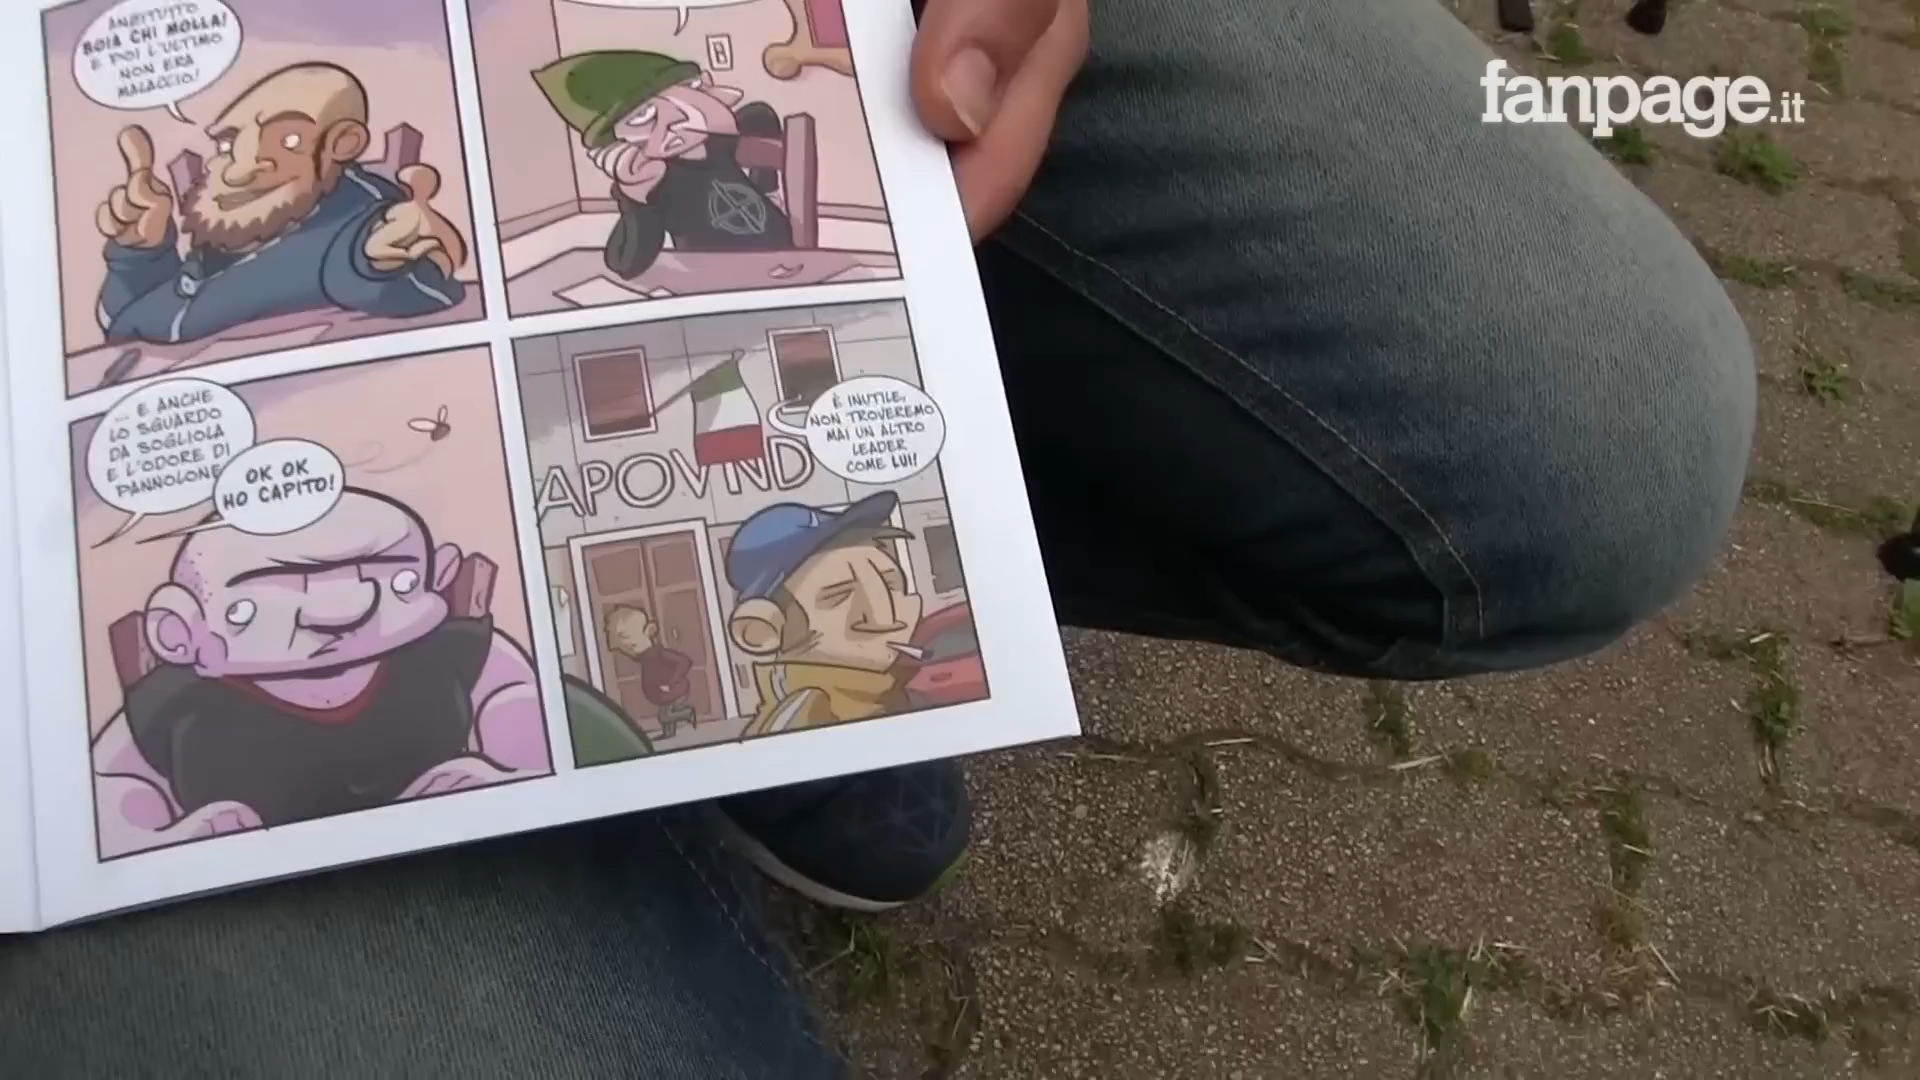 ANZITUTTO
BOIA CHI MOLLA!
E POI L'ULTIMO
NON ERA
MALACCIO!
... E ANCHE
LO SGUARDO
DA SOGLIOLA
E L'ODORE DI
PANNOLONE
OK OK
HO CAPITO!
È INUTILE,
NON TROVEREMO
MAI UN ALTRO
LEADER
COME LUI!
APOVND
fanpage.it